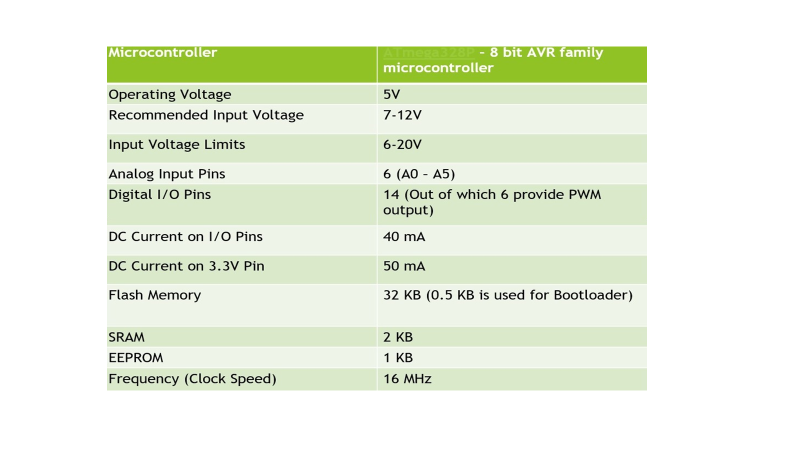 Microcontroller
ATmega328P – 8 bit AVR family
microcontroller
Operating Voltage
5V
Recommended Input Voltage
7-12V
Input Voltage Limits
6-20V
Analog Input Pins
6 (A0 – A5)
Digital I/O Pins
14 (Out of which 6 provide PWM
output)
DC Current on I/O Pins
40 mA
DC Current on 3.3V Pin
50 mA
Flash Memory
32 KB (0.5 KB is used for Bootloader)
SRAM
2 KB
EEPROM
1 KB
Frequency (Clock Speed)
16 MHz